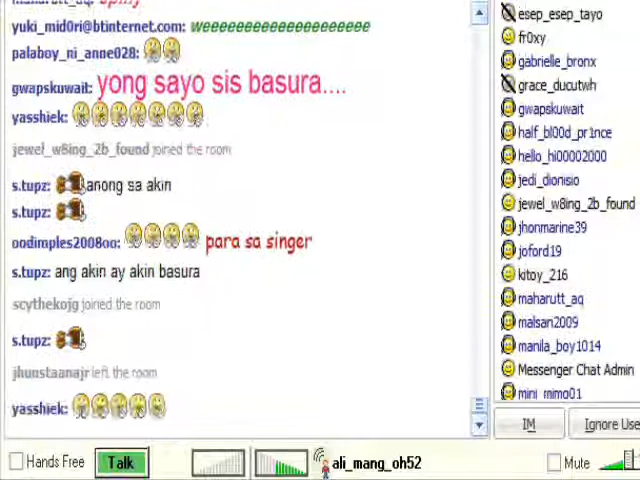 yuki_mid0ri@btinternet.com: weeeeeeeeeeeeeeeeeeeeeeeeee
palaboy_ni_anne028:
gwapskuwait: yong sayo sis basura....
yasshiek:
jewel_w8ing_2b_found joined the room
s.tupz: anong sa akin
s.tupz:
oodimples2008oo: para sa singer
s.tupz: ang akin ay akin basura
scythekojg joined the room
s.tupz:
jhunstaanajr left the room
yasshiek:
esep_esep_tayo
fr0xy
gabrielle_bronx
grace_ducutwh
gwapskuwait
half_bl00d_pr1nce
hello_hi00002000
jedi_dionisio
jewel_w8ing_2b_found
jhonmarine39
joford19
kitoy_216
maharutt_aq
malsan2009
manila_boy1014
Messenger Chat Admin
mini_mimo01
IM
Ignore Use
Hands Free
Talk
ali_mang_oh52
Mute